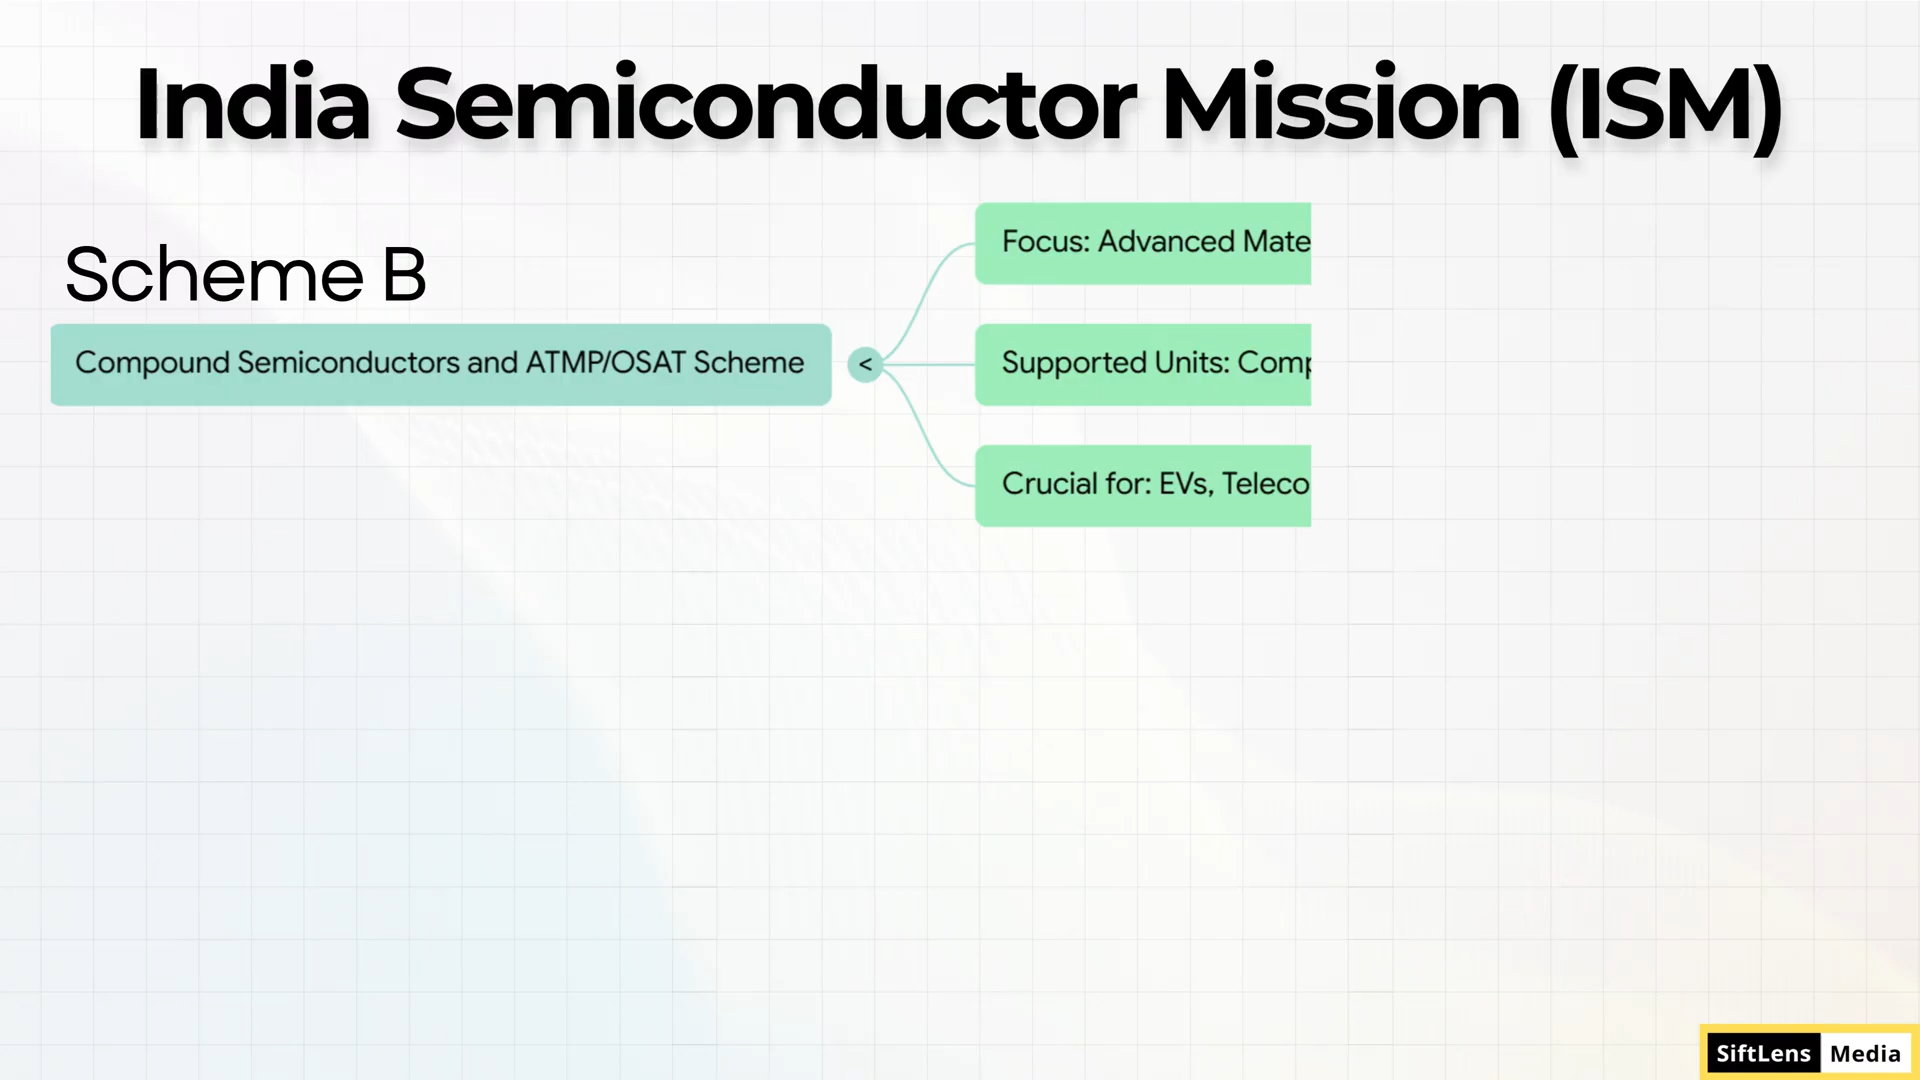 India Semiconductor Mission (ISM)
Scheme B
Compound Semiconductors and ATMP/OSAT Scheme
<
Focus: Advanced Mate
Supported Units: Comp
Crucial for: EVs, Teleco
SiftLens Media